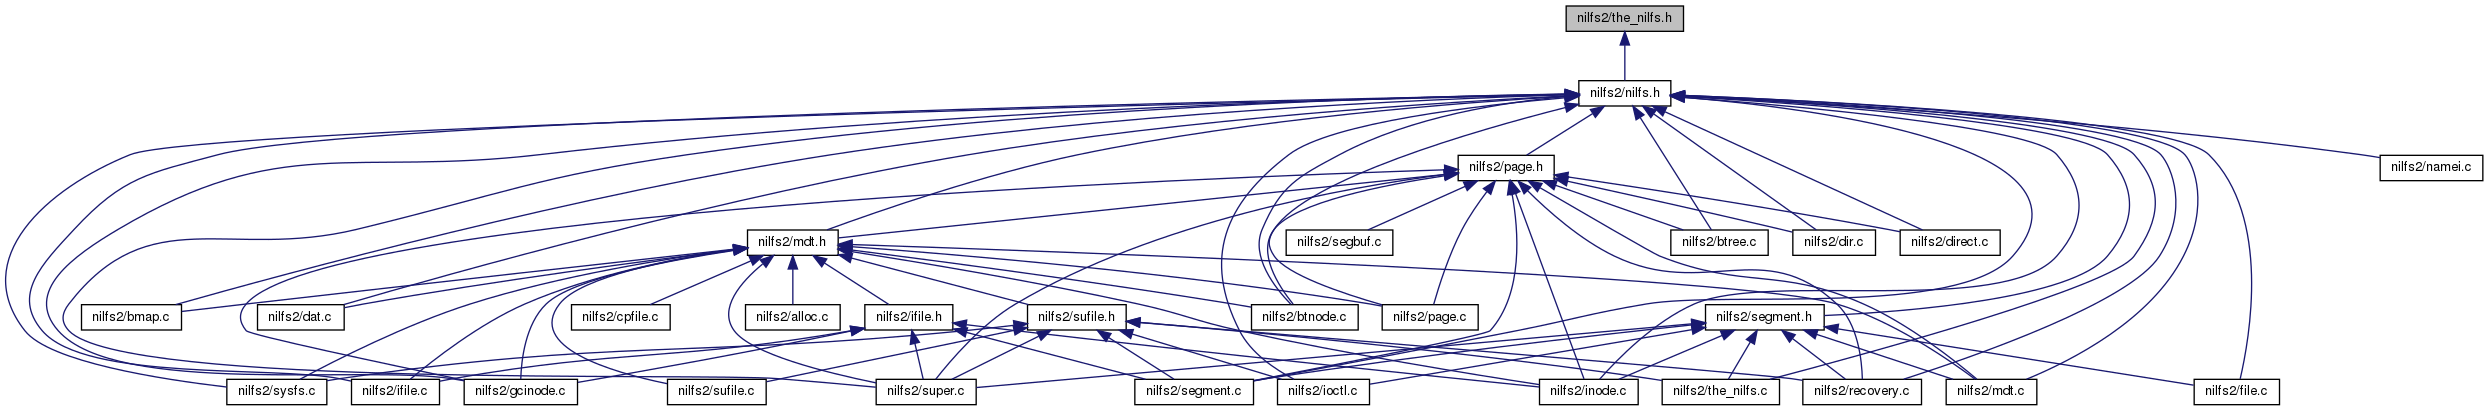 nilfs2/the_nilfs.h
nilfs2/nilfs.h
nilfs2/page.h
nilfs2/namei.c
nilfs2/mdt.h
nilfs2/segbuf.c
nilfs2/btree.c
nilfs2/dir.c
nilfs2/direct.c
nilfs2/bmap.c
nilfs2/dat.c
nilfs2/cpfile.c
nilfs2/alloc.c
nilfs2/ifile.h
nilfs2/sufile.h
nilfs2/btnode.c
nilfs2/page.c
nilfs2/segment.h
nilfs2/sysfs.c
nilfs2/ifile.c
nilfs2/gcinode.c
nilfs2/sufile.c
nilfs2/super.c
nilfs2/segment.c
nilfs2/ioctl.c
nilfs2/inode.c
nilfs2/the_nilfs.c
nilfs2/recovery.c
nilfs2/mdt.c
nilfs2/file.c